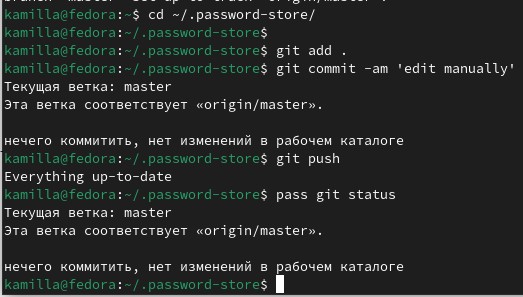 kamilla@fedora:~$ cd ~/.password-store/
kamilla@fedora:~/.password-store$
kamilla@fedora:~/.password-store$ git add .
kamilla@fedora:~/.password-store$ git commit -am 'edit manually'
Текущая ветка: master
Эта ветка соответствует «origin/master».
нечего коммитить, нет изменений в рабочем каталоге
kamilla@fedora:~/.password-store$ git push
Everything up-to-date
kamilla@fedora:~/.password-store$ pass git status
Текущая ветка: master
Эта ветка соответствует «origin/master».
нечего коммитить, нет изменений в рабочем каталоге
kamilla@fedora:~/.password-store$